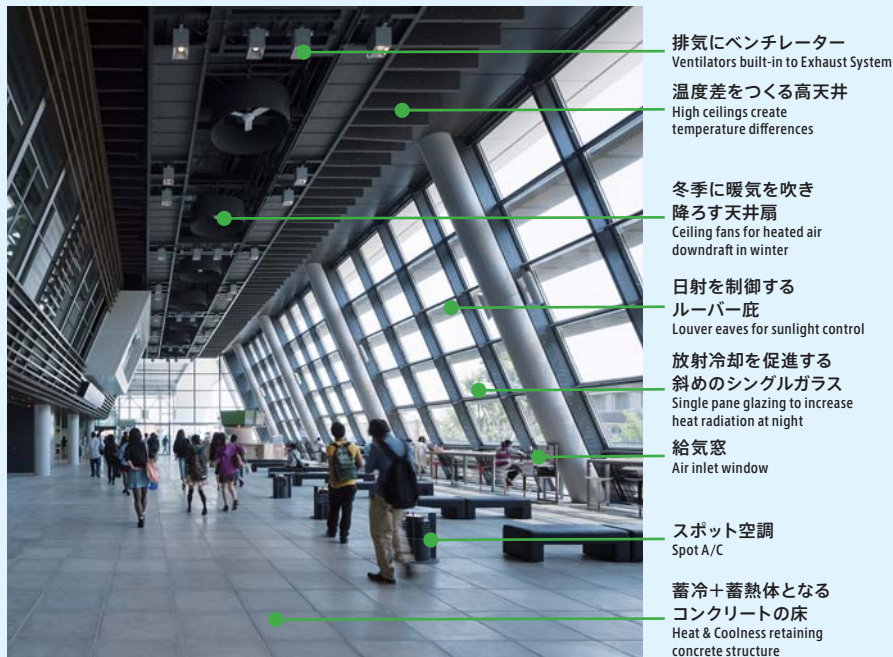 排気にベンチレーター
Ventilators built-in to Exhaust System
温度差をつくる高天井
High ceilings create
temperature differences
冬季に暖気を吹き
降ろす天井扇
Ceiling fans for heated air
downdraft in winter
日射を制御する
ルーバー庇
Louver eaves for sunlight control
放射冷却を促進する
斜めのシングルガラス
Single pane glazing to increase
heat radiation at night
給気窓
Air inlet window
スポット空調
Spot A/C
蓄冷＋蓄熱体となる
コンクリートの床
Heat & Coolness retaining
concrete structure